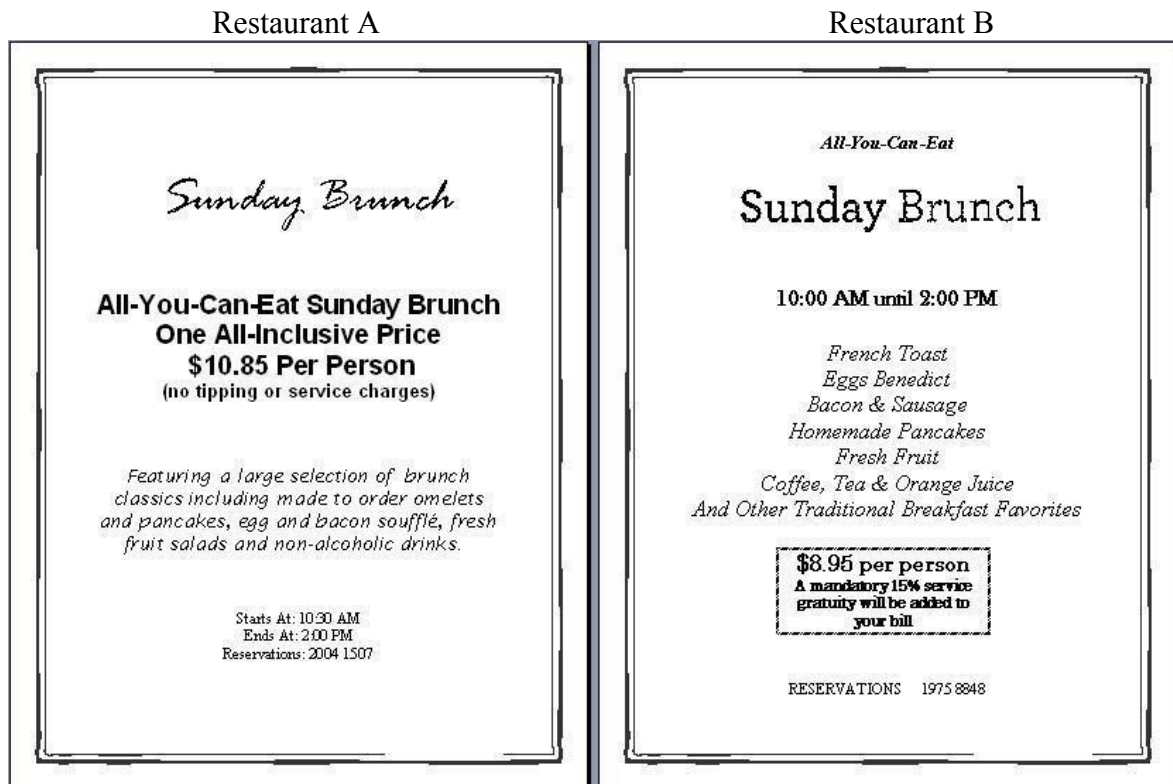 Restaurant A
Sunday Brunch
All-You-Can-Eat Sunday Brunch
One All-Inclusive Price
$10.85 Per Person
(no tipping or service charges)
Featuring a large selection of brunch
classics including made to order omelets
and pancakes, egg and bacon soufflé, fresh
fruit salads and non-alcoholic drinks.
Starts At: 10:30 AM
Ends At: 2:00 PM
Reservations: 2004 1507
Restaurant B
All-You-Can-Eat
Sunday Brunch
10:00 AM until 2:00 PM
French Toast
Eggs Benedict
Bacon & Sausage
Homemade Pancakes
Fresh Fruit
Coffee, Tea & Orange Juice
And Other Traditional Breakfast Favorites
$8.95 per person
A mandatory 15% service
gratuity will be added to
your bill
RESERVATIONS 1975 8848